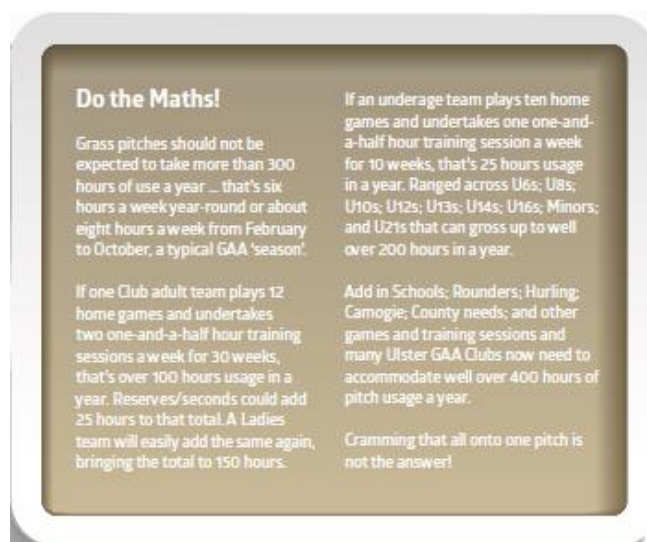 Do the Maths!
Grass pitches should not be
expected to take more than 300
hours of use a year ... that's six
hours a week year-round or about
eight hours a week from February
to October, a typical GAA 'season'.
If one Club adult team plays 12
home games and undertakes
two one-and-a-half hour training
sessions a week for 30 weeks,
that's over 100 hours usage in a
year. Reserves/seconds could add
25 hours to that total. A Ladies
team will easily add the same again,
bringing the total to 150 hours.
If an underage team plays ten home
games and undertakes one one-and-
a-half hour training session a week
for 10 weeks, that's 25 hours usage
in a year. Ranged across U6s; U8s;
U10s; U12s; U13s; U14s; U16s; Minors;
and U21s that can gross up to well
over 200 hours in a year.
Add in Schools; Rounders; Hurling;
Camogie; County needs; and other
games and training sessions and
many Ulster GAA Clubs now need to
accommodate well over 400 hours of
pitch usage a year.
Cramming that all onto one pitch is
not the answer!